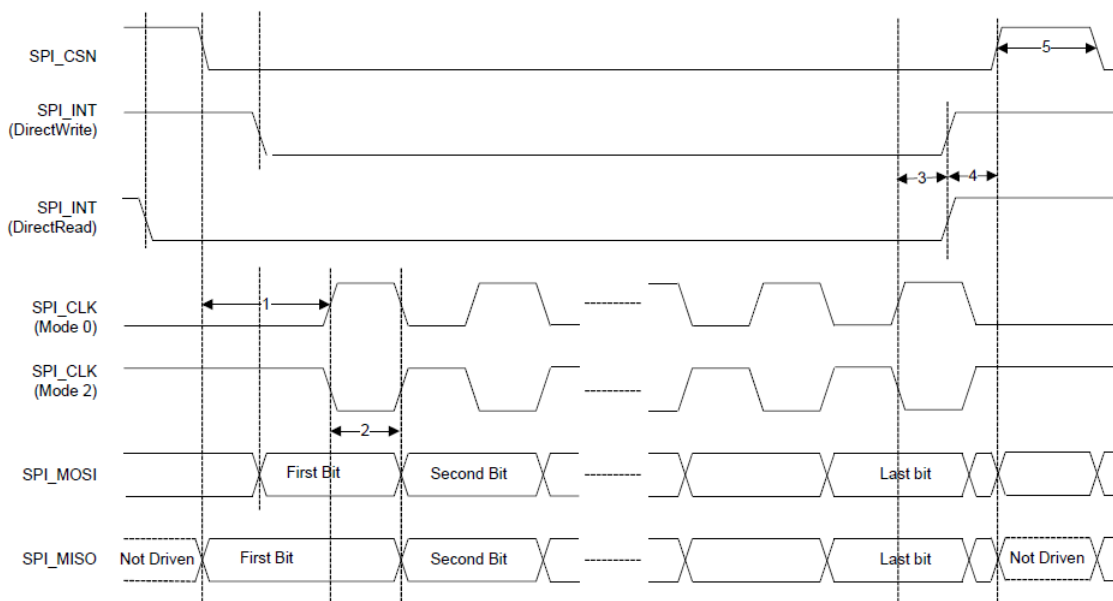 SPI_CSN
5
SPI_INT
(DirectWrite)
3
4
SPI_INT
(DirectRead)
1
SPI_CLK
(Mode 0)
SPI_CLK
(Mode 2)
2
SPI_MOSI
First Bit
Second Bit
Last bit
SPI_MISO
Not Driven
First Bit
Second Bit
Last bit
Not Driven